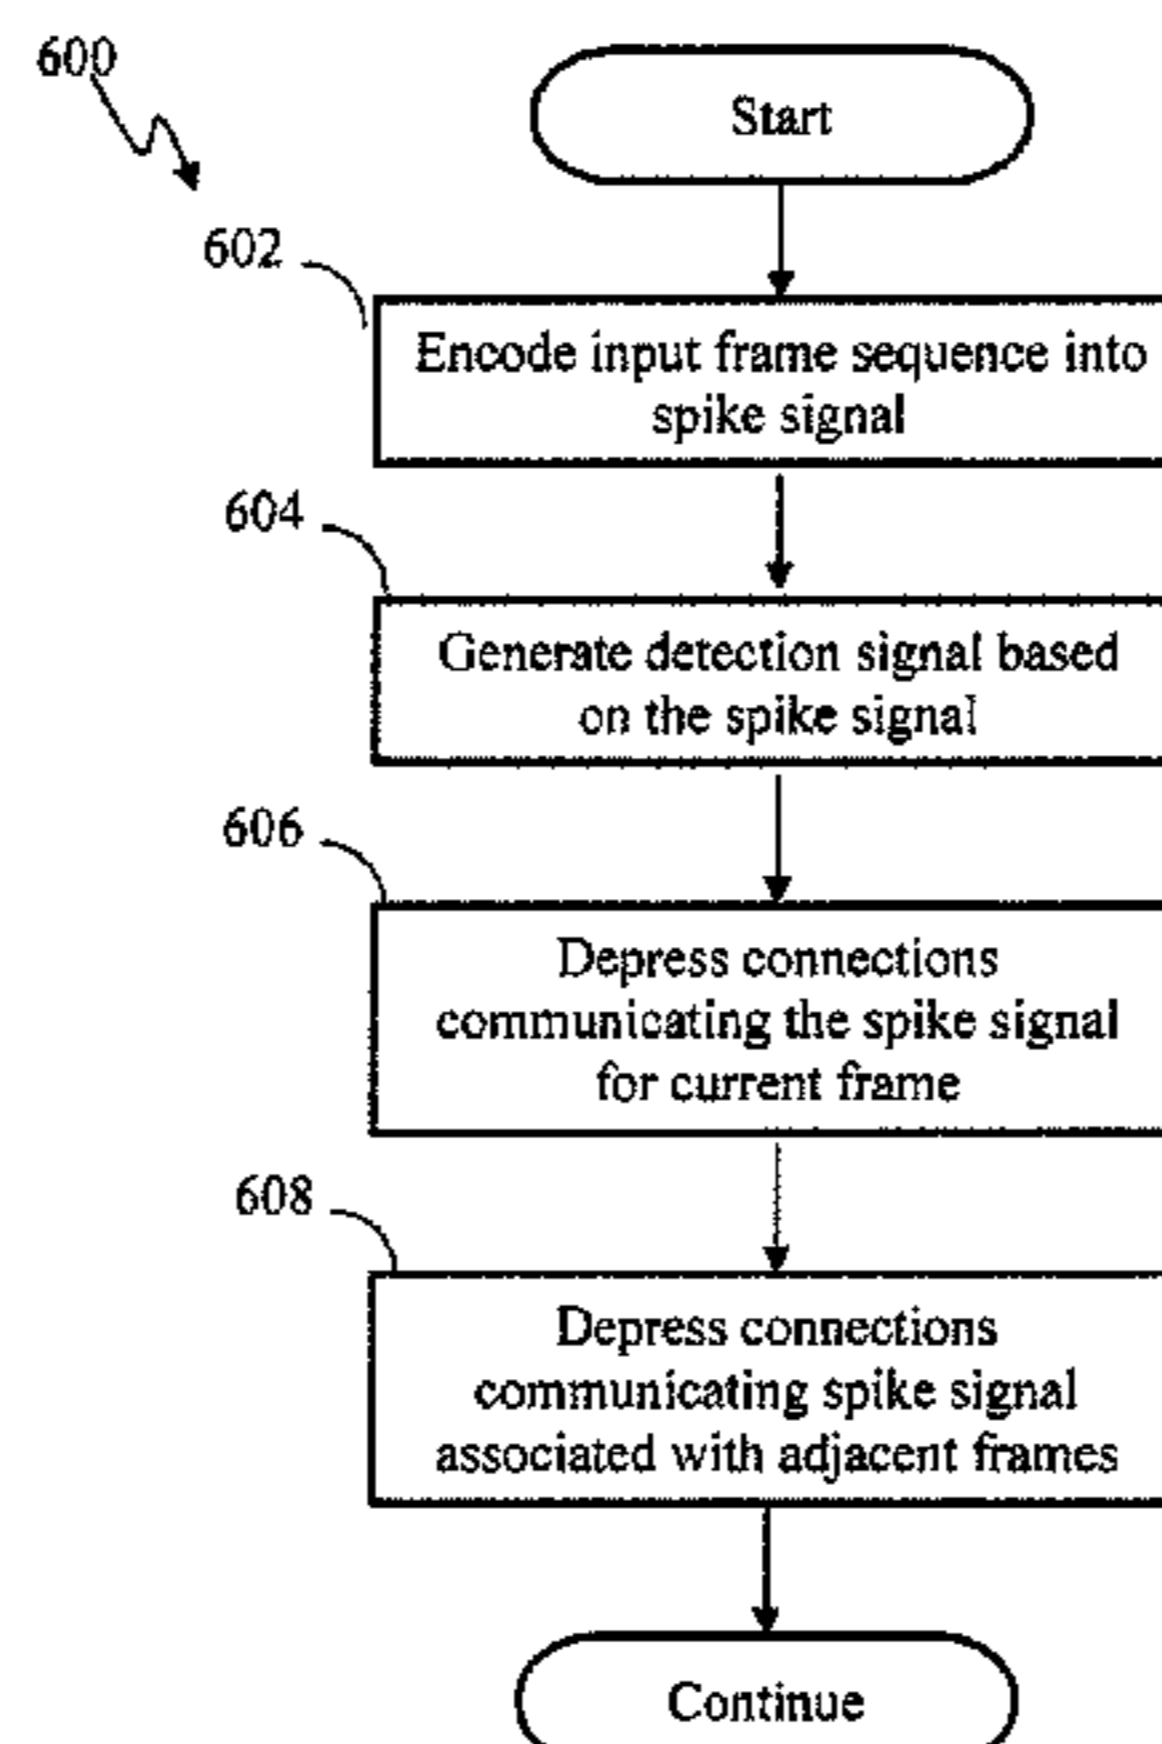 600
Start
602
Encode input frame sequence into
spike signal
604
Generate detection signal based
on the spike signal
606
Depress connections
communicating the spike signal
for current frame
608
Depress connections
communicating spike signal
associated with adjacent frames
Continue